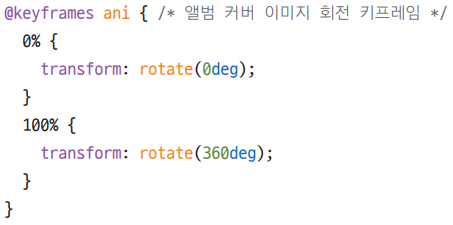 @keyframes ani { /* 앨범 커버 이미지 회전 키프레임 */
  0% {
    transform: rotate(0deg);
  }
  100% {
    transform: rotate(360deg);
  }
}